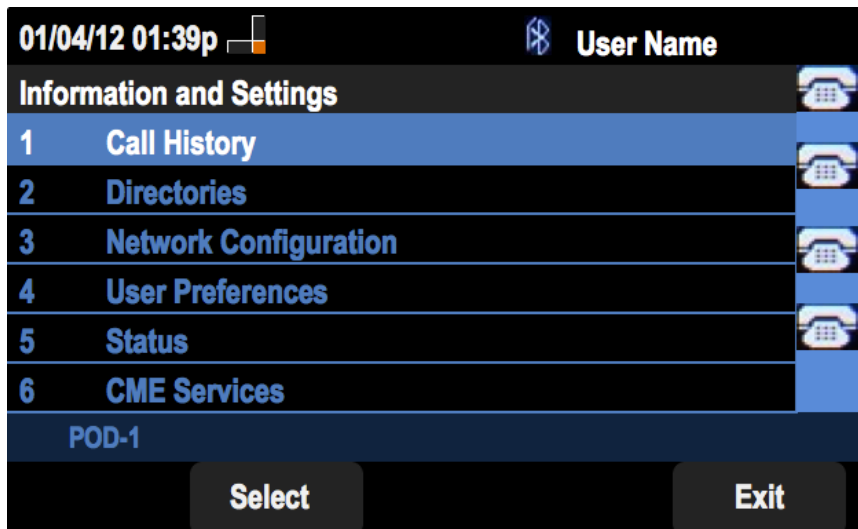 01/04/12 01:39p User Name
Information and Settings
1 Call History
2 Directories
3 Network Configuration
4 User Preferences
5 Status
6 CME Services
POD-1
Select Exit